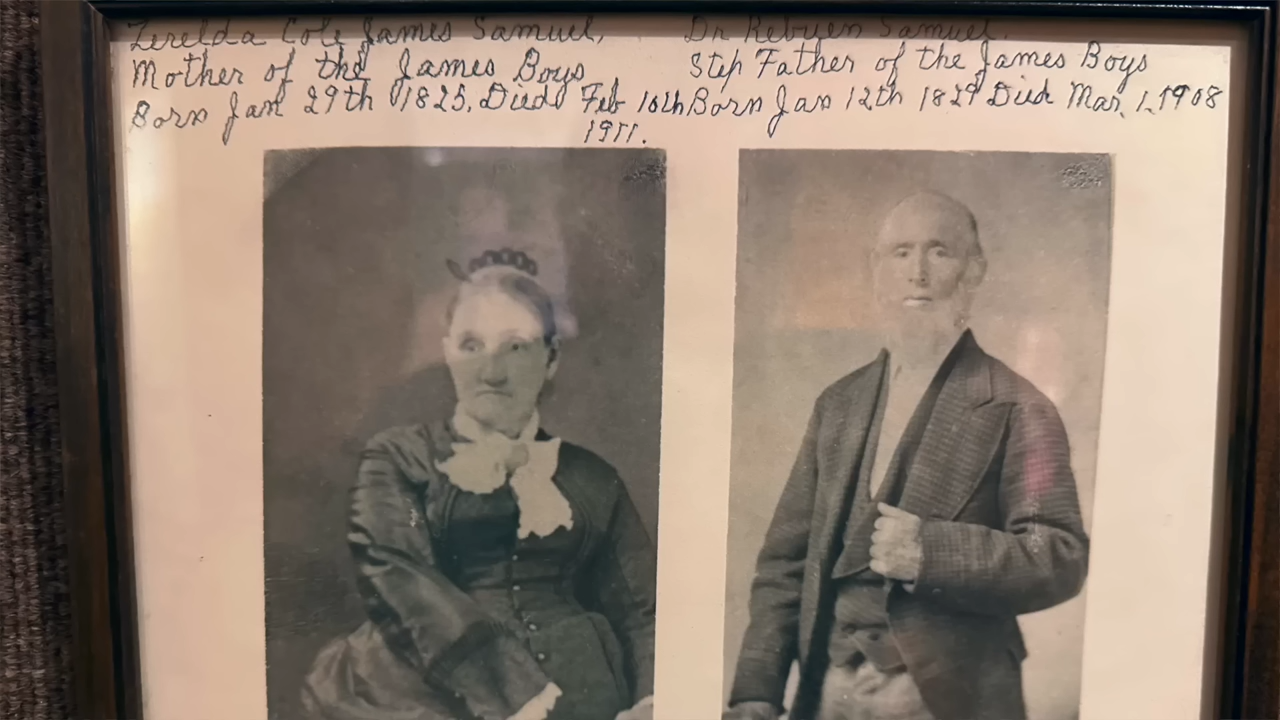 Zerelda Cole James Samuel,
Mother of the James Boys
Born Jan 29th 1825, Died Feb 10th
1911.
Dr Rebuen Samuel.
Step Father of the James Boys
Born Jan 12th 1829 Died Mar. 1, 1908